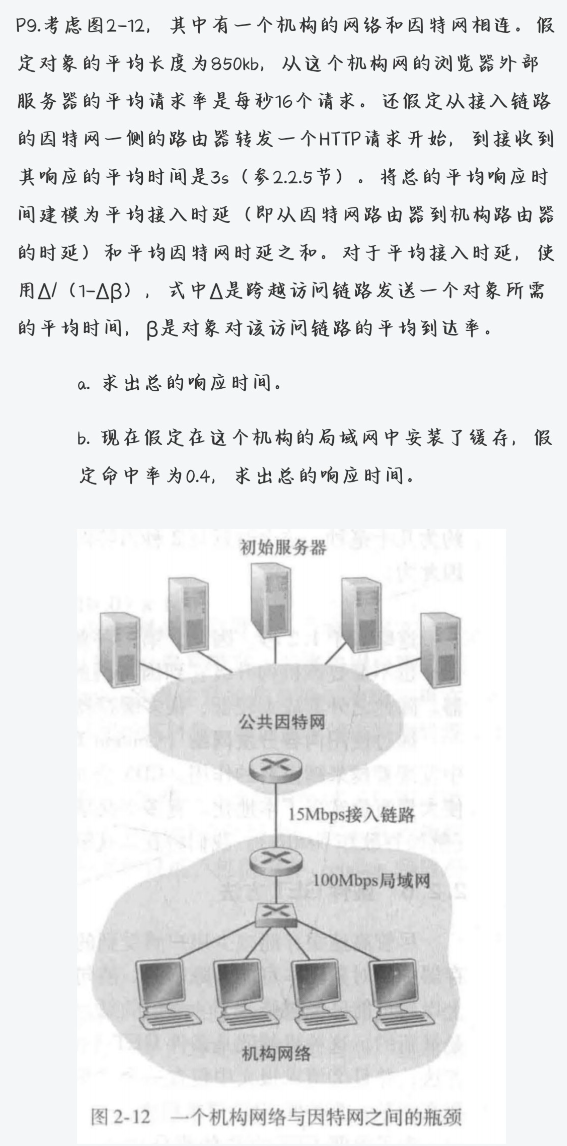 P9.考虑图2-12，其中有一个机构的网络和因特网相连。假
定对象的平均长度为850kb，从这个机构网的浏览器外部
服务器的平均请求率是每秒16个请求。还假定从接入链路
的因特网一侧的路由器转发一个HTTP请求开始，到接收到
其响应的平均时间是3s（参2.2.5节）。将总的平均响应时
间建模为平均接入时延（即从因特网路由器到机构路由器
的时延）和平均因特网时延之和。对于平均接入时延，使
用Δ/（1-Δβ），式中Δ是跨越访问链路发送一个对象所需
的平均时间，β是对象对该访问链路的平均到达率。
a. 求出总的响应时间。
b. 现在假定在这个机构的局域网中安装了缓存，假
定命中率为0.4，求出总的响应时间。
初始服务器
公共因特网
15Mbps接入链路
100Mbps局域网
机构网络
图 2-12 一个机构网络与因特网之间的瓶颈